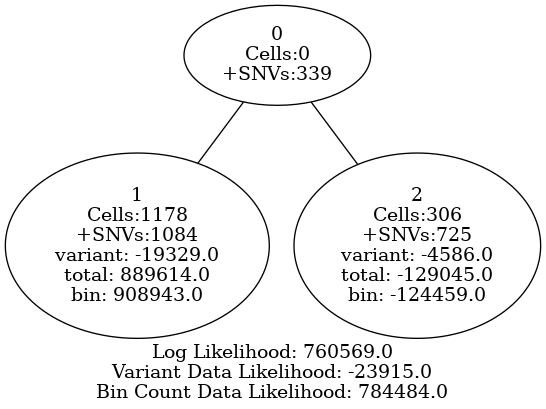 0
Cells:0
+SNVs:339
1
Cells:1178
+SNVs:1084
variant: -19329.0
total: 889614.0
bin: 908943.0
2
Cells:306
+SNVs:725
variant: -4586.0
total: -129045.0
bin: -124459.0
Log Likelihood: 760569.0
Variant Data Likelihood: -23915.0
Bin Count Data Likelihood: 784484.0